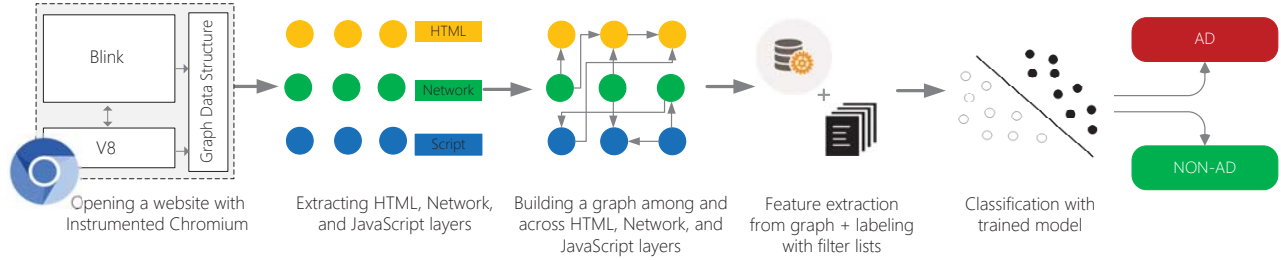 Blink
V8
Graph Data Structure
Opening a website with
Instrumented Chromium
HTML
Network
Script
Extracting HTML, Network,
and JavaScript layers
Building a graph among and
across HTML, Network, and
JavaScript layers
+
Feature extraction
from graph + labeling
with filter lists
Classification with
trained model
AD
NON-AD